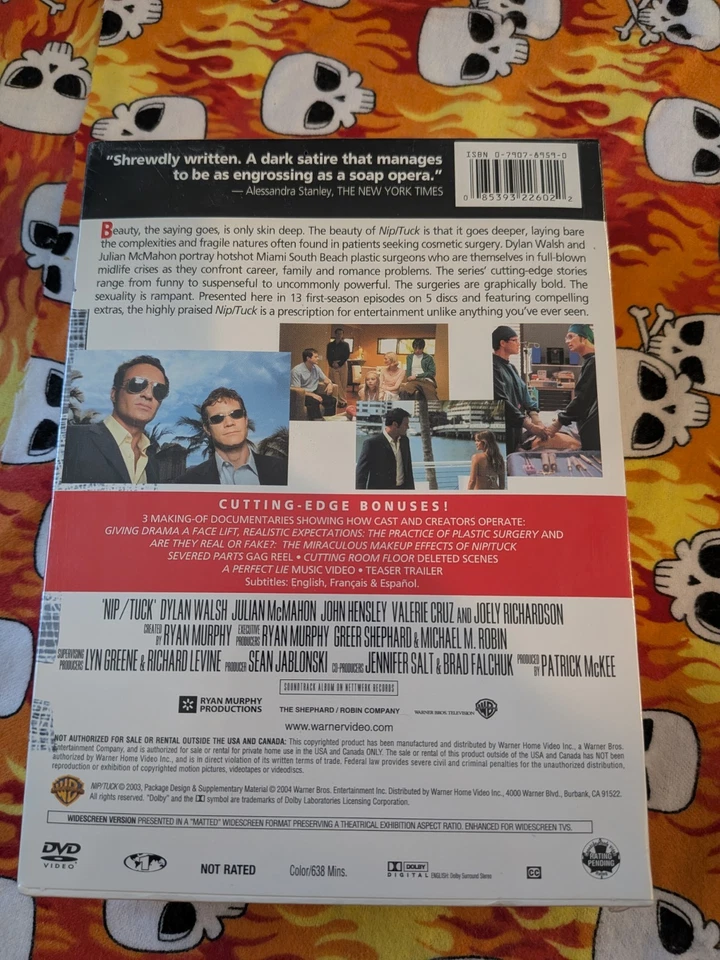 "Shrewdly written. A dark satire that manages
to be as engrossing as a soap opera."
— Alessandra Stanley, THE NEW YORK TIMES
ISBN 0-7907-8959-0
0 85393 22602 2
Beauty, the saying goes, is only skin deep. The beauty of Nip/Tuck is that it goes deeper, laying bare
the complexities and fragile natures often found in patients seeking cosmetic surgery. Dylan Walsh and
Julian McMahon portray hotshot Miami South Beach plastic surgeons who are themselves in full-blown
midlife crises as they confront career, family and romance problems. The series' cutting-edge stories
range from funny to suspenseful to uncommonly powerful. The surgeries are graphically bold. The
sexuality is rampant. Presented here in 13 first-season episodes on 5 discs and featuring compelling
extras, the highly praised Nip/Tuck is a prescription for entertainment unlike anything you've ever seen.
CUTTING-EDGE BONUSES!
3 MAKING-OF DOCUMENTARIES SHOWING HOW CAST AND CREATORS OPERATE:
GIVING DRAMA A FACE LIFT, REALISTIC EXPECTATIONS: THE PRACTICE OF PLASTIC SURGERY AND
ARE THEY REAL OR FAKE?: THE MIRACULOUS MAKEUP EFFECTS OF NIPITUCK
SEVERED PARTS GAG REEL • CUTTING ROOM FLOOR DELETED SCENES
A PERFECT LIE MUSIC VIDEO • TEASER TRAILER
Subtitles: English, Français & Español.
'NIP/TUCK' DYLAN WALSH JULIAN McMAHON JOHN HENSLEY VALERIE CRUZ AND JOELY RICHARDSON
CREATED BY RYAN MURPHY EXECUTIVE PRODUCERS RYAN MURPHY GREER SHEPHARD & MICHAEL M. ROBIN
SUPERVISING PRODUCERS LYN GREENE & RICHARD LEVINE PRODUCER SEAN JABLONSKI CO-PRODUCERS JENNIFER SALT & BRAD FALCHUK PRODUCED BY PATRICK McKEE
SOUNDTRACK ALBUM ON NETTWERK RECORDS
RYAN MURPHY PRODUCTIONS THE SHEPHARD / ROBIN COMPANY WARNER BROS. TELEVISION WB
www.warnervideo.com
NOT AUTHORIZED FOR SALE OR RENTAL OUTSIDE THE USA AND CANADA: This copyrighted product has been manufactured and distributed by Warner Home Video Inc., a Warner Bros.
Entertainment Company, and is authorized for sale or rental for private home use in the USA and Canada ONLY. The sale or rental of this product outside of the USA and Canada has NOT been
authorized by Warner Home Video Inc., and is in direct violation of its written terms of trade. Federal law provides severe civil and criminal penalties for the unauthorized distribution,
reproduction or exhibition of copyrighted motion pictures, videotapes or videodiscs.
NIP/TUCK © 2003, Package Design & Supplementary Material © 2004 Warner Bros. Entertainment Inc. Distributed by Warner Home Video Inc., 4000 Warner Blvd., Burbank, CA 91522.
All rights reserved. "Dolby" and the symbol are trademarks of Dolby Laboratories Licensing Corporation.
WIDESCREEN VERSION PRESENTED IN A "MATTED" WIDESCREEN FORMAT PRESERVING A THEATRICAL EXHIBITION ASPECT RATIO. ENHANCED FOR WIDESCREEN TVS.
DVD VIDEO 1 NOT RATED Color/638 Mins. DOLBY DIGITAL ENGLISH: Dolby Surround Stereo CC RATING PENDING